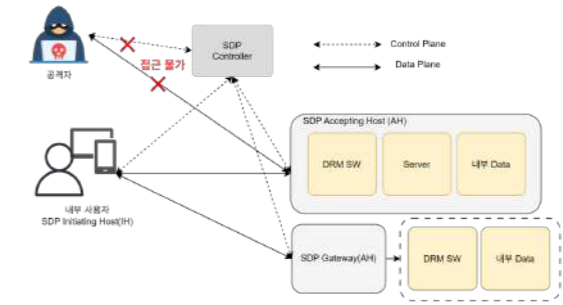 SDP
Controller
Control Plane
Data Plane
접근 불가
공격자
SDP Accepting Host (AH)
DRM SW
Server
내부 Data
내부 사용자
SDP Initiating Host(IH)
SDP Gateway(AH)
DRM SW
내부 Data